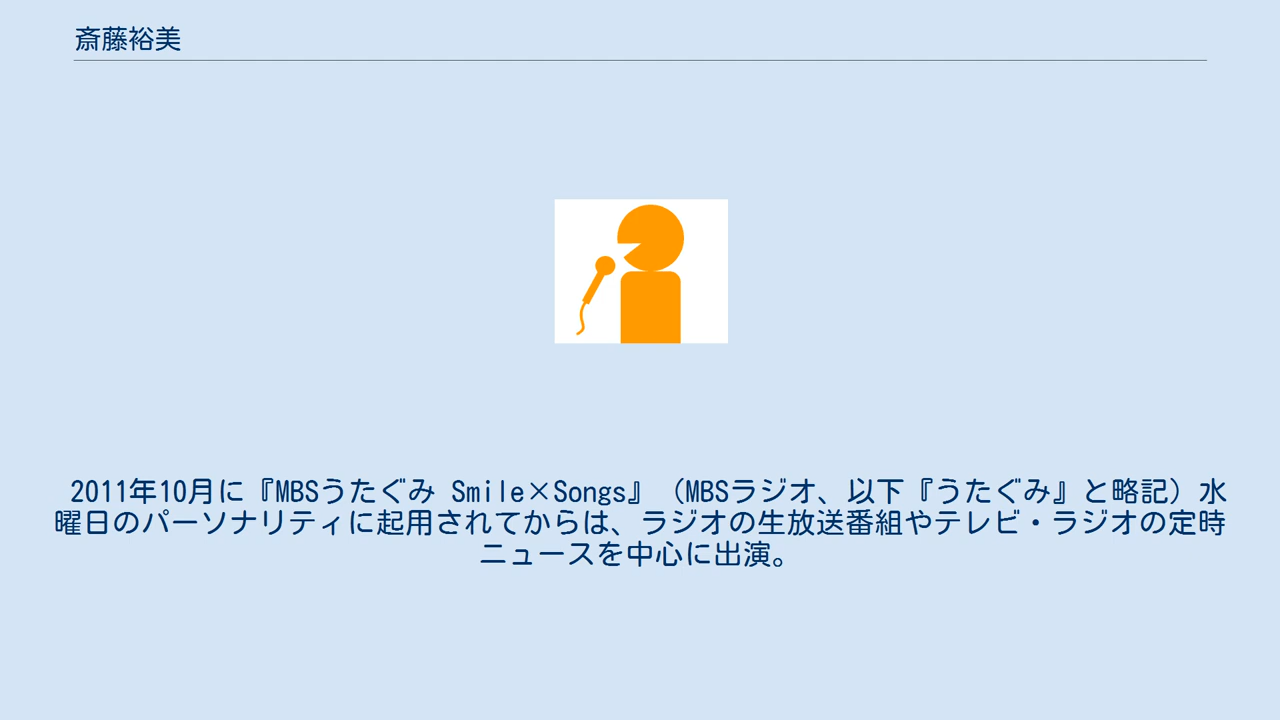 斎藤裕美
2011年10月に『MBSうたぐみ Smile×Songs』（MBSラジオ、以下『うたぐみ』と略記）水
曜日のパーソナリティに起用されてからは、ラジオの生放送番組やテレビ・ラジオの定時
ニュースを中心に出演。